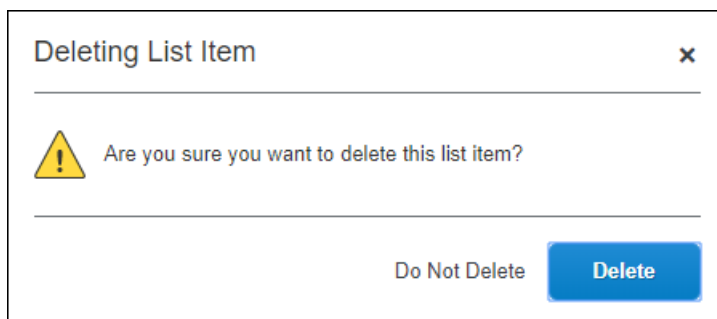 Deleting List Item
Are you sure you want to delete this list item?
Do Not Delete
Delete